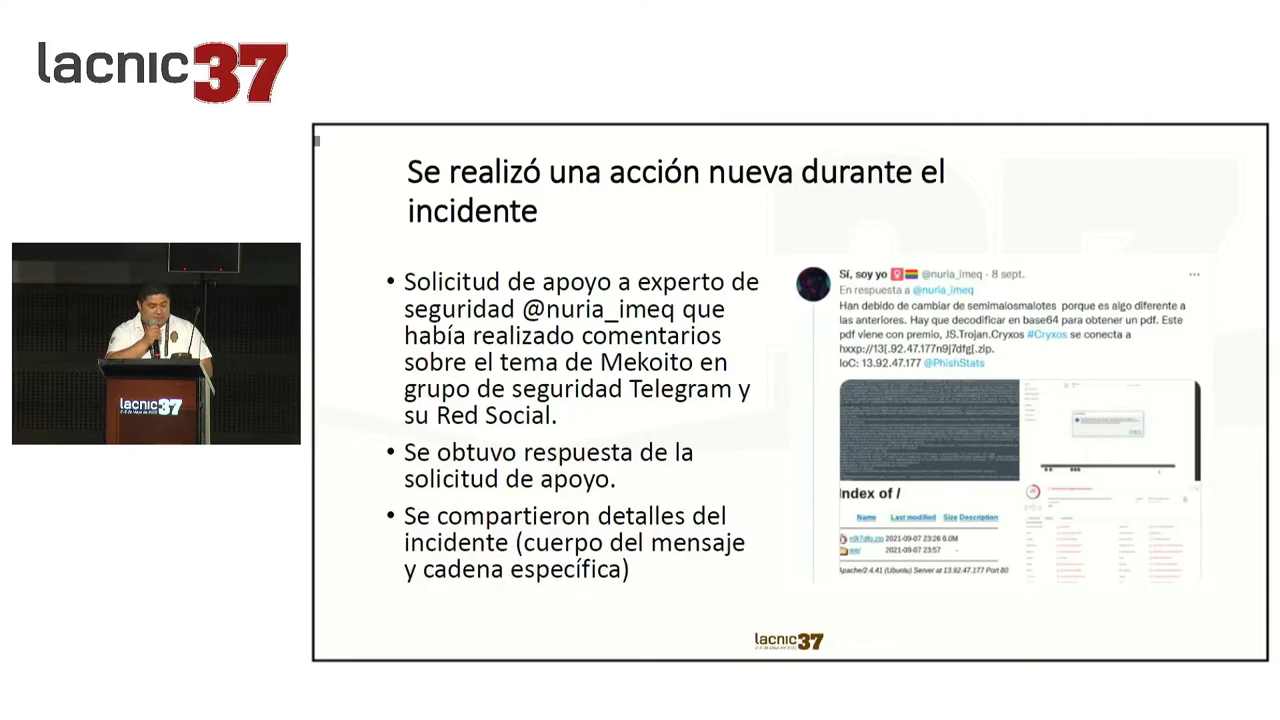 lacnic 37
Se realizó una acción nueva durante el
incidente
• Solicitud de apoyo a experto de
seguridad @nuria_imeq que
había realizado comentarios
sobre el tema de Mekoito en
grupo de seguridad Telegram y
su Red Social.
• Se obtuvo respuesta de la
solicitud de apoyo.
• Se compartieron detalles del
incidente (cuerpo del mensaje
y cadena específica)
Sí, soy yo @nuria_imeq · 8 sept.
En respuesta a @nuria_imeq
Han debido de cambiar de semimalosmalotes porque es algo diferente a
las anteriores. Hay que decodificar en base64 para obtener un pdf. Este
pdf viene con premio, JS.Trojan.Cryxos #Cryxos se conecta a
hxxp://13[.92.47.177n9j7dfg[.zip.
IoC: 13.92.47.177 @PhishStats
Index of /
Name Last modified Size Description
2021-09-07 23:26 6.0M
2021-09-07 23:57 -
Apache/2.4.41 (Ubuntu) Server at 13.92.47.177 Port 80
lacnic 37
lacnic 37